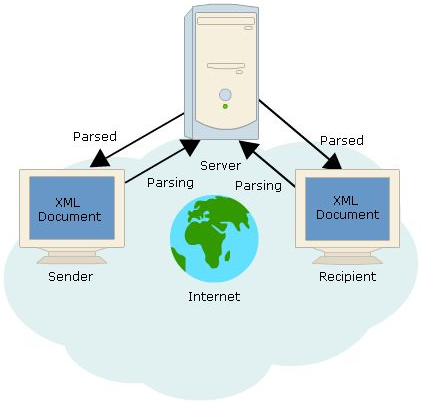 Parsed
Parsed
Server
Parsing
Parsing
XML
Document
XML
Document
Sender
Recipient
Internet